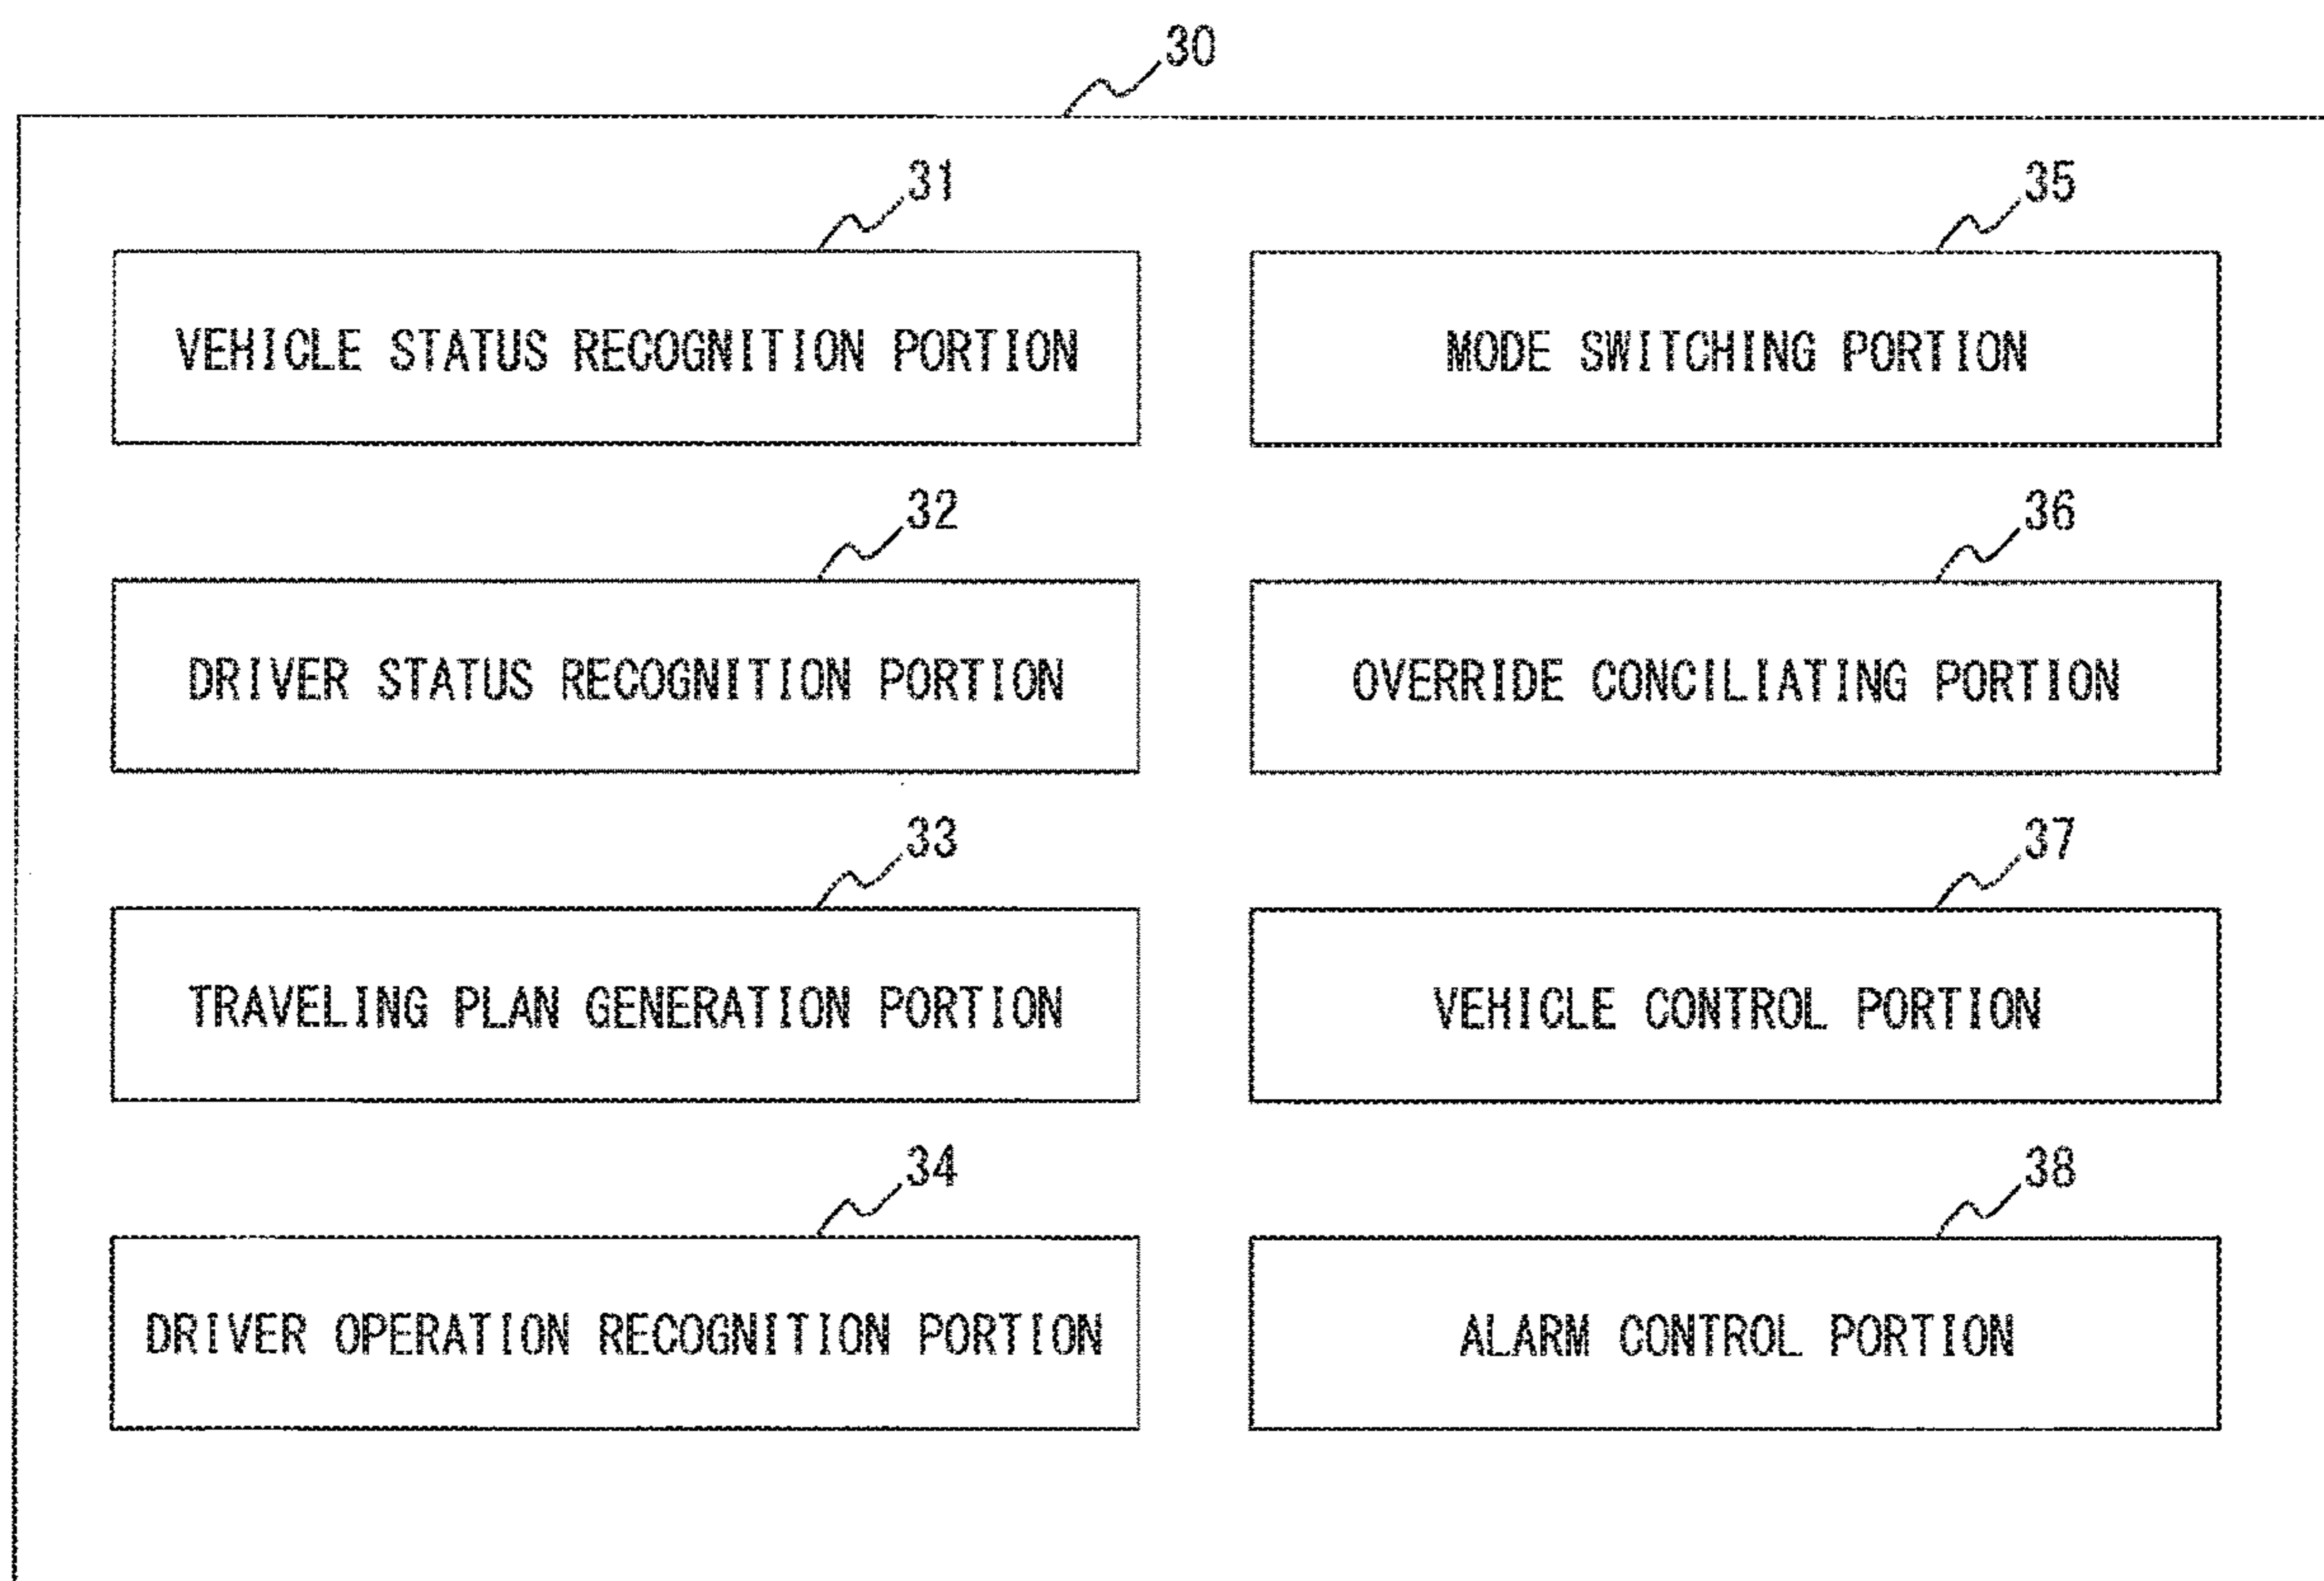 30
31
VEHICLE STATUS RECOGNITION PORTION
35
MODE SWITCHING PORTION
32
DRIVER STATUS RECOGNITION PORTION
36
OVERRIDE CONCILIATING PORTION
33
TRAVELING PLAN GENERATION PORTION
37
VEHICLE CONTROL PORTION
34
DRIVER OPERATION RECOGNITION PORTION
38
ALARM CONTROL PORTION